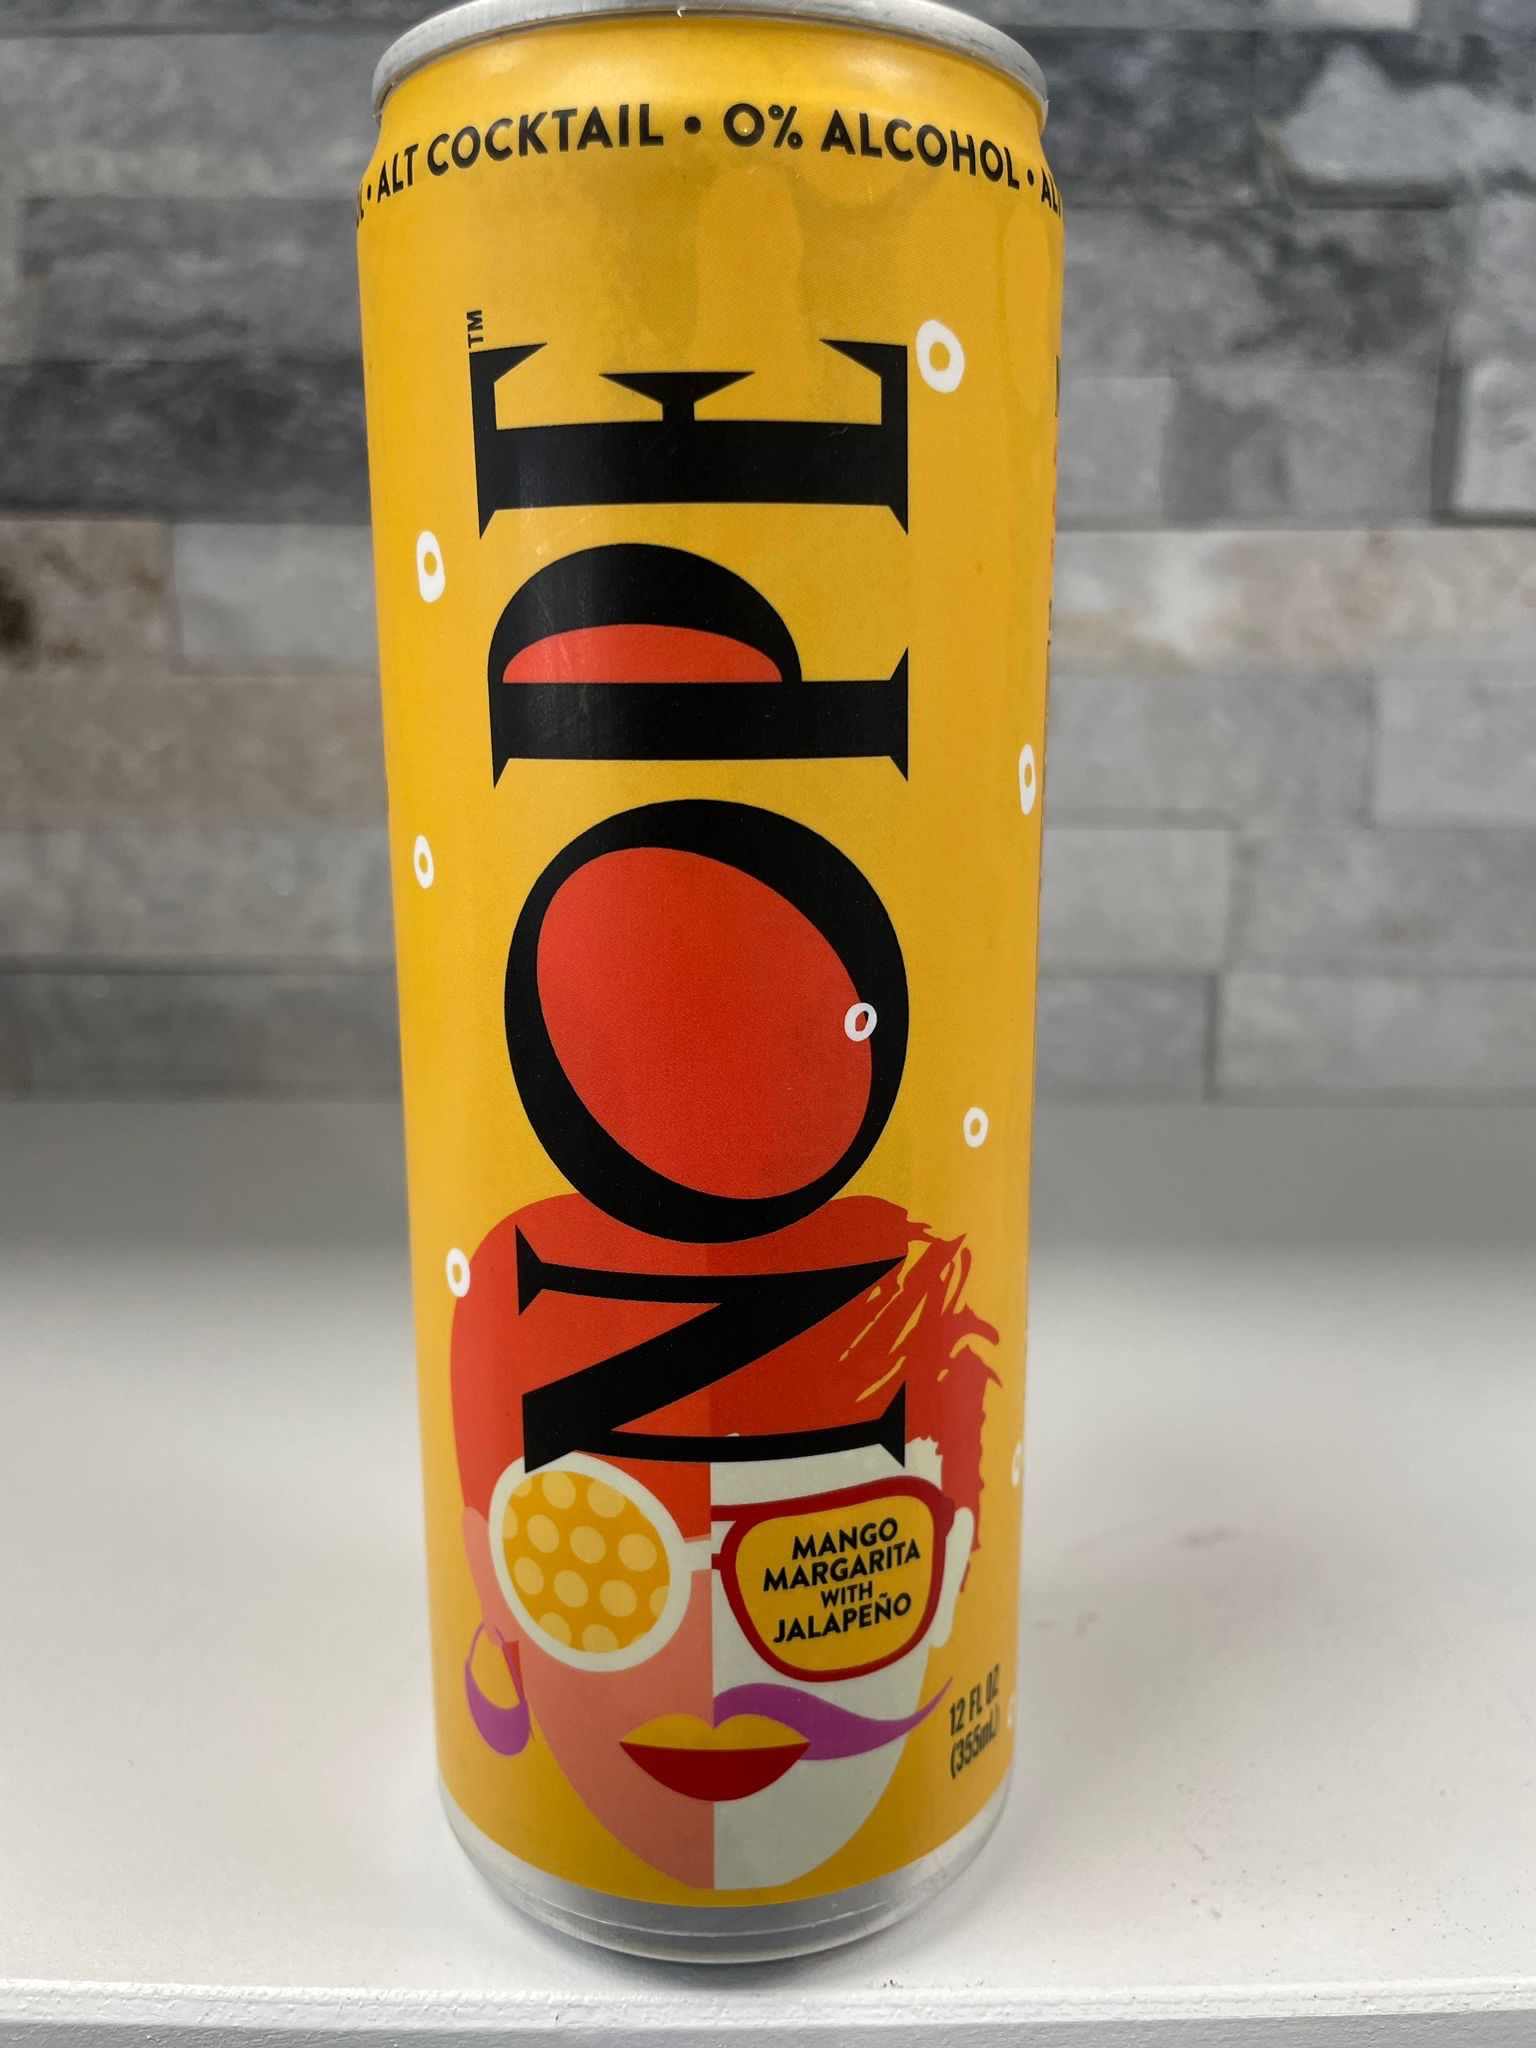 ALT COCKTAIL • 0% ALCOHOL •
NOPE™
MANGO
MARGARITA
WITH
JALAPEÑO
12 FL OZ
(355mL)